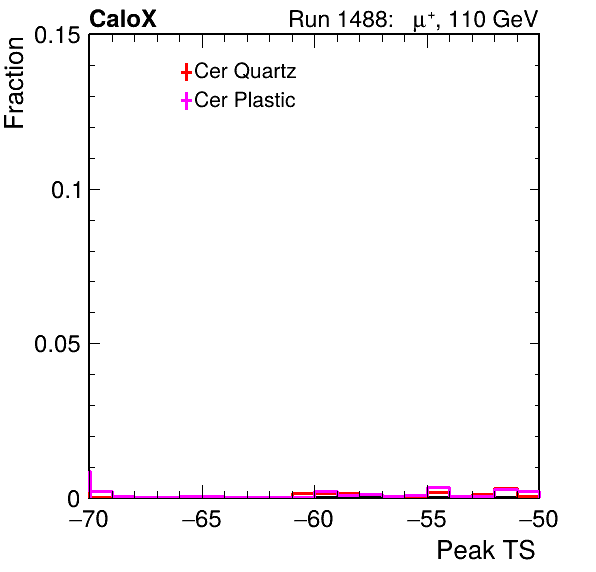 CaloX Run 1488: μ⁺, 110 GeV
Fraction
0.15
0.1
0.05
0
Cer Quartz
Cer Plastic
−70 −65 −60 −55 −50
Peak TS